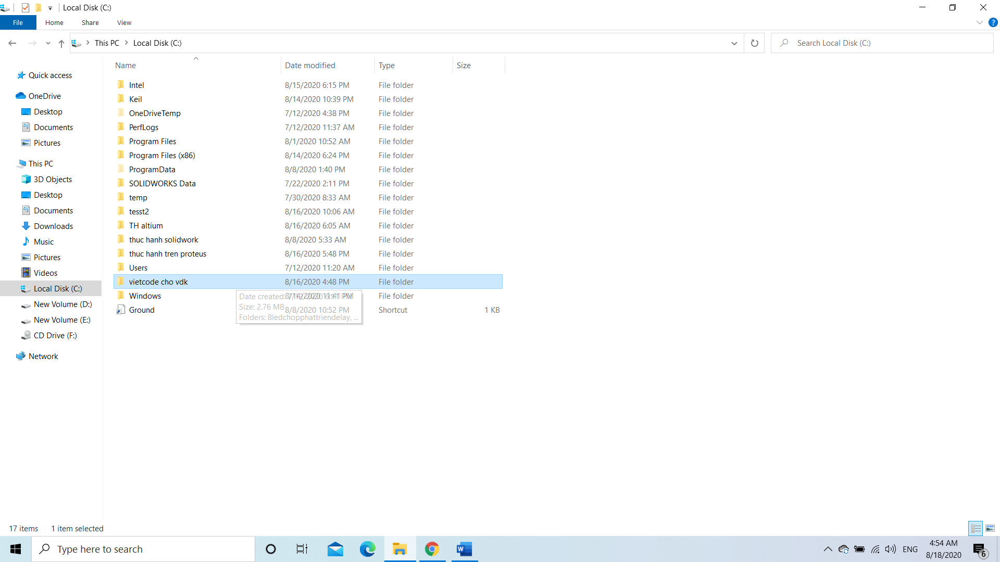 Local Disk (C:)
File Home Share View
This PC Local Disk (C:) Search Local Disk (C:)
Name Date modified Type Size
Quick access
OneDrive
Desktop
Documents
Pictures
This PC
3D Objects
Desktop
Documents
Downloads
Music
Pictures
Videos
Local Disk (C:)
New Volume (D:)
New Volume (E:)
CD Drive (F:)
Network
Intel 8/15/2020 6:15 PM File folder
Keil 8/14/2020 10:39 PM File folder
OneDriveTemp 7/12/2020 4:38 PM File folder
PerfLogs 7/12/2020 11:37 AM File folder
Program Files 8/1/2020 10:52 AM File folder
Program Files (x86) 8/14/2020 6:24 PM File folder
ProgramData 8/8/2020 1:40 PM File folder
SOLIDWORKS Data 7/22/2020 2:11 PM File folder
temp 7/30/2020 8:33 AM File folder
tesst2 8/16/2020 10:06 AM File folder
TH altium 8/16/2020 6:05 AM File folder
thuc hanh solidwork 8/8/2020 5:33 AM File folder
thuc hanh tren proteus 8/16/2020 5:48 PM File folder
Users 7/12/2020 11:20 AM File folder
vietcode cho vdk 8/16/2020 4:48 PM File folder
Windows File folder
Date created:
Ground 8/8/2020 10:52 PM Shortcut 1 KB
Size: 2.76 MB
Folders: 8ledchopphattriendelay, ...
17 items 1 item selected
Type here to search
W
ENG
4:54 AM
8/18/2020
6